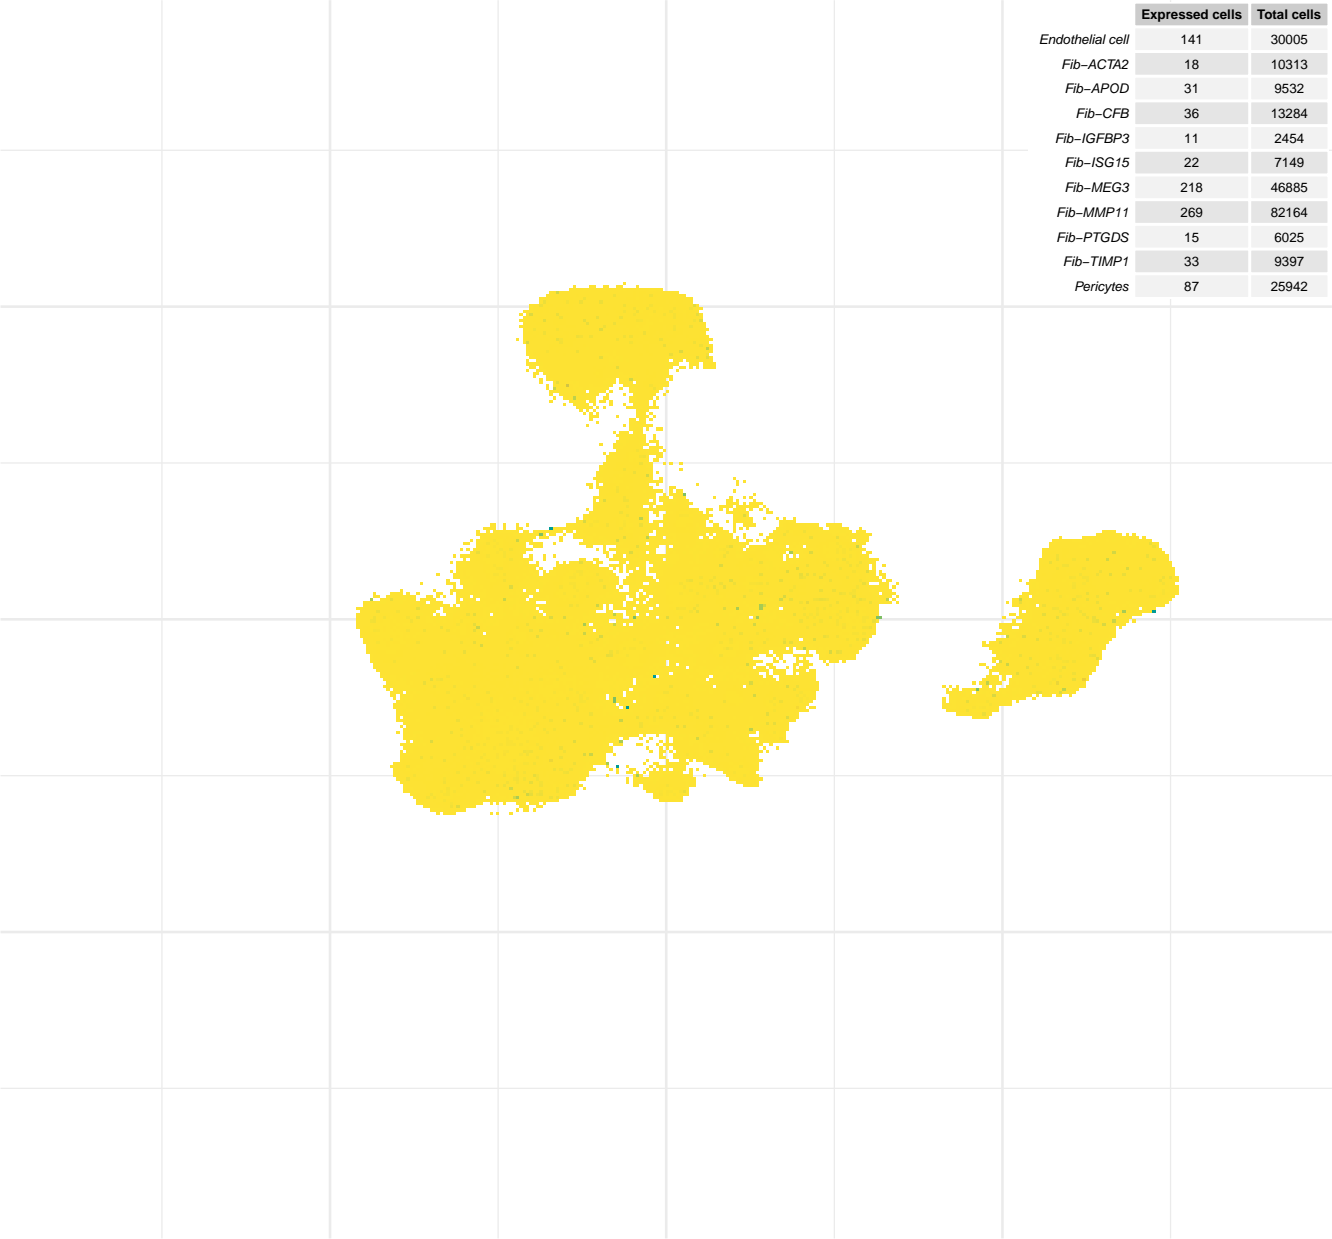 Expressed cells Total cells
Endothelial cell 141 30005
Fib−ACTA2 18 10313
Fib−APOD 31 9532
Fib−CFB 36 13284
Fib−IGFBP3 11 2454
Fib−ISG15 22 7149
Fib−MEG3 218 46885
Fib−MMP11 269 82164
Fib−PTGDS 15 6025
Fib−TIMP1 33 9397
Pericytes 87 25942